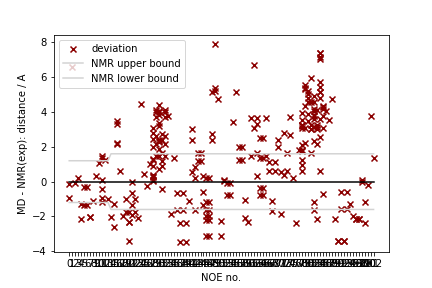 deviation
NMR upper bound
NMR lower bound
MD - NMR(exp): distance / A
8
6
4
2
0
−2
−4
NOE no.